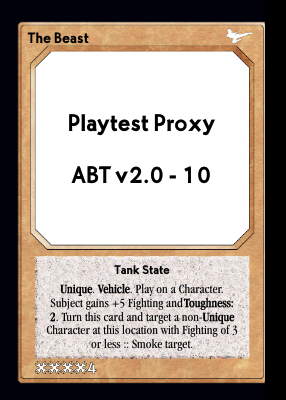 The Beast
Playtest Proxy
ABT v2.0 - 10
Tank State
Unique. Vehicle. Play on a Character.
Subject gains +5 Fighting and Toughness:
2. Turn this card and target a non-Unique
Character at this location with Fighting of 3
or less :: Smoke target.
4